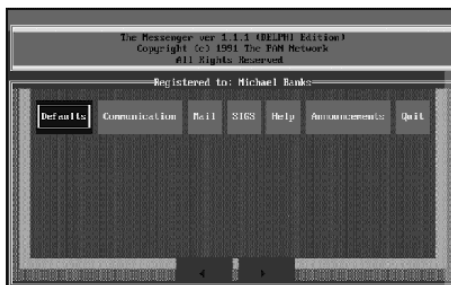 The Messenger ver 1.1.1 (DELPHI Edition)
Copyright (c) 1991 The PAN Network
All Rights Reserved
Registered to: Michael Banks
Defaults Communication Mail SIGS Help Announcements Quit